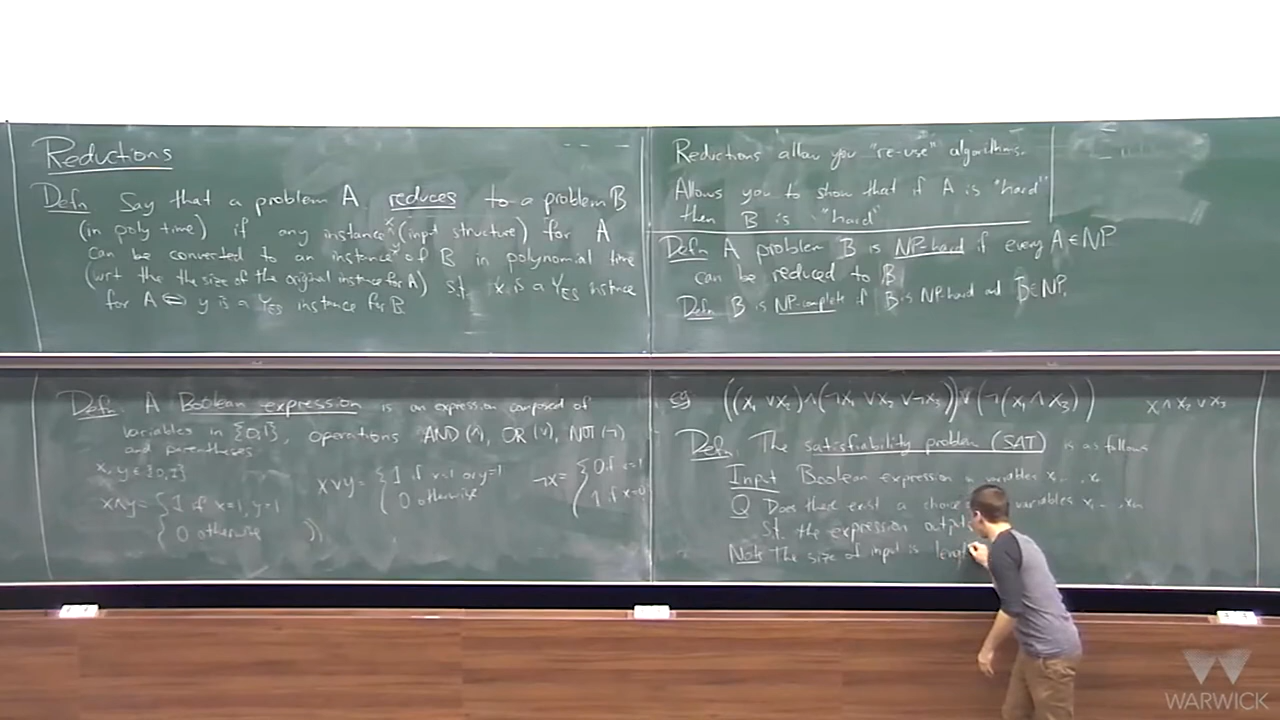 Reductions
Defn Say that a problem A reduces to a problem B
(in poly time) if any instance x (input structure) for A
can be converted to an instance y of B in polynomial time
(wrt the the size of the original instance for A) s.t. x is a YES instance
for A ⟺ y is a YES instance for B
Reductions allow you "re-use" algorithms.
Allows you to show that if A is "hard"
then B is "hard"
Defn A problem B is NP-hard if every A ∈ NP
can be reduced to B
Defn B is NP-complete if B is NP-hard and B ∈ NP.
Defn. A Boolean expression is an expression composed of
variables in {0,1}, operations AND (∧), OR (∨), NOT (¬)
and parentheses
x, y ∈ {0,1}
x∧y = { 1 if x=1, y=1
{ 0 otherwise ))
x∨y = { 1 if x=1 or y=1
{ 0 otherwise
¬x = { 0 if x=1
{ 1 if x=0
eg ((x₁ ∨ x₂) ∧ (¬x₁ ∨ x₂ ∨ ¬x₃)) ∨ (¬(x₁ ∧ x₃)) x₁ ∧ x₂ ∨ x₃
Defn. The satisfiability problem (SAT) is as follows
Input Boolean expression variables x₁ ... xₙ
Q Does there exist a choice variables x₁ ... xₙ
s.t. the expression outputs
Note The size of input is leng
WARWICK